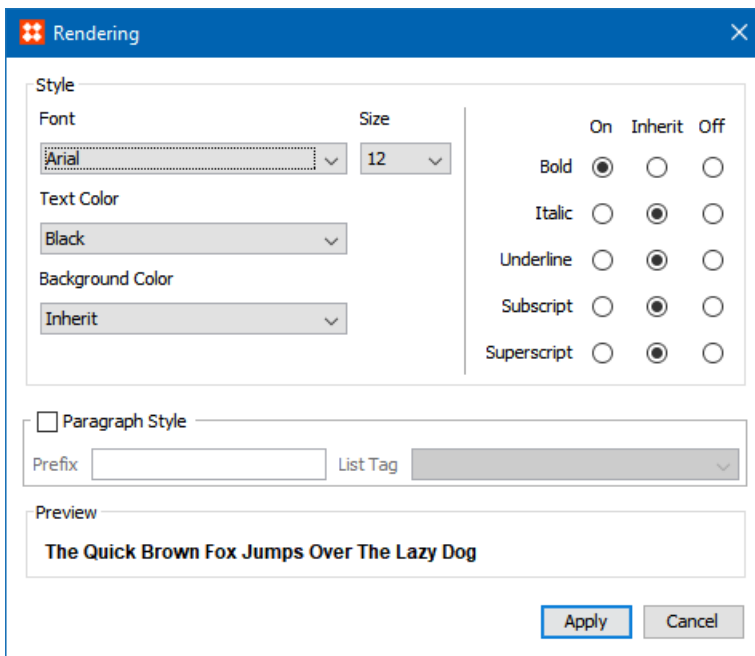 Rendering
Style
Font Size
Arial 12
Text Color
Black
Background Color
Inherit
On Inherit Off
Bold
Italic
Underline
Subscript
Superscript
Paragraph Style
Prefix List Tag
Preview
The Quick Brown Fox Jumps Over The Lazy Dog
Apply Cancel